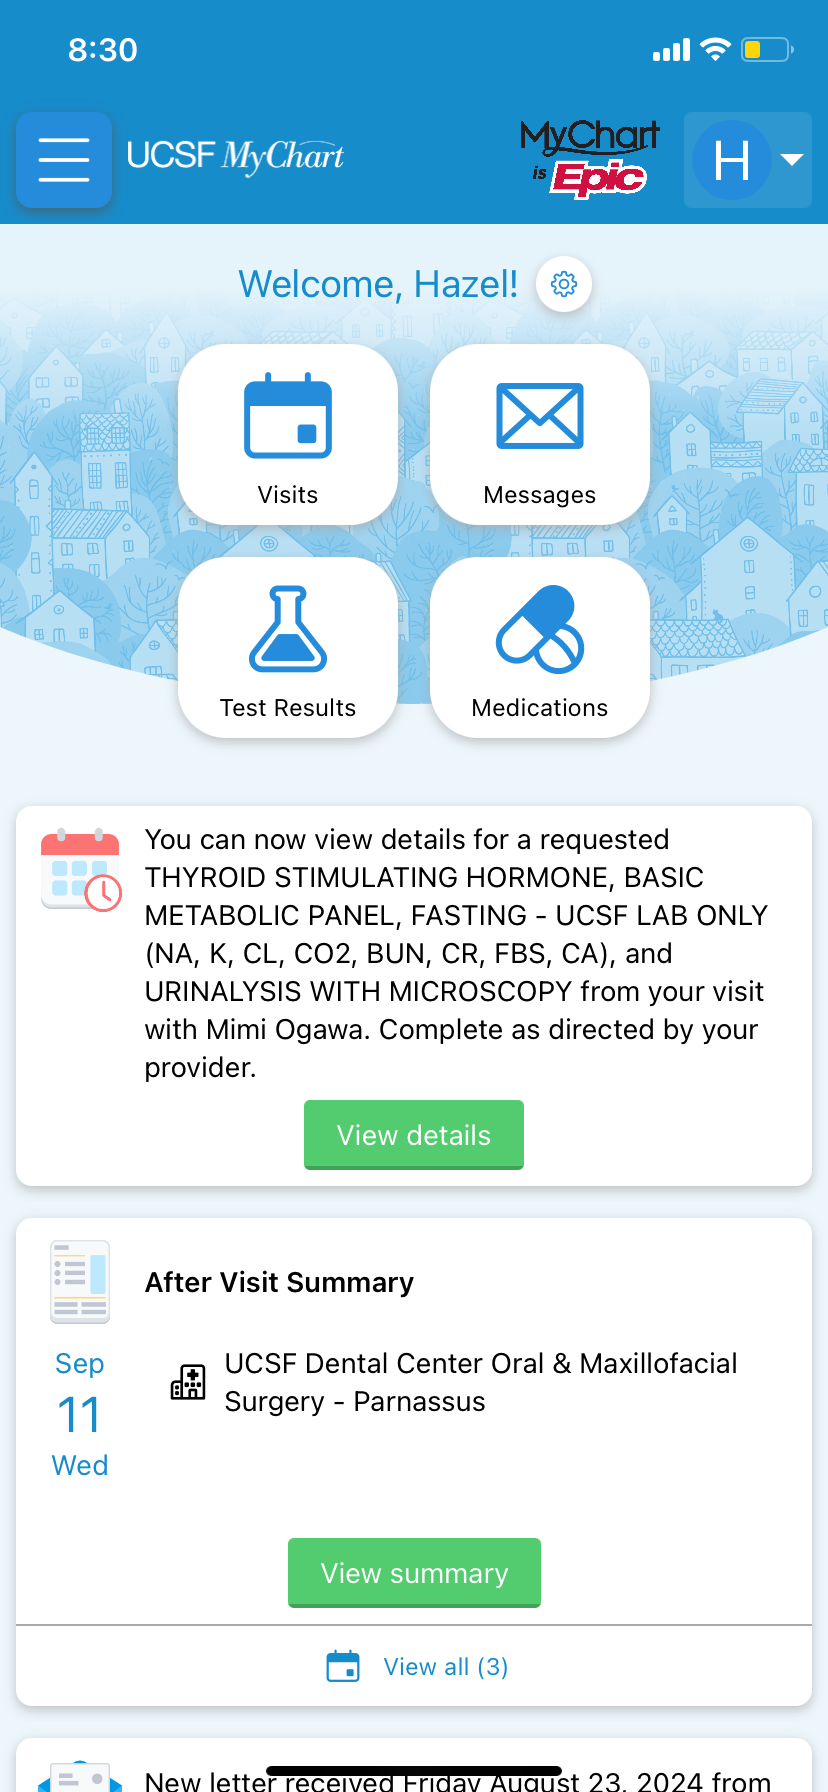 8:30
UCSF MyChart
MyChart
is Epic
H
Welcome, Hazel!
Visits
Messages
Test Results
Medications
You can now view details for a requested
THYROID STIMULATING HORMONE, BASIC
METABOLIC PANEL, FASTING - UCSF LAB ONLY
(NA, K, CL, CO2, BUN, CR, FBS, CA), and
URINALYSIS WITH MICROSCOPY from your visit
with Mimi Ogawa. Complete as directed by your
provider.
View details
After Visit Summary
Sep
11
Wed
UCSF Dental Center Oral & Maxillofacial
Surgery - Parnassus
View summary
View all (3)
New letter received Friday August 23, 2024 from